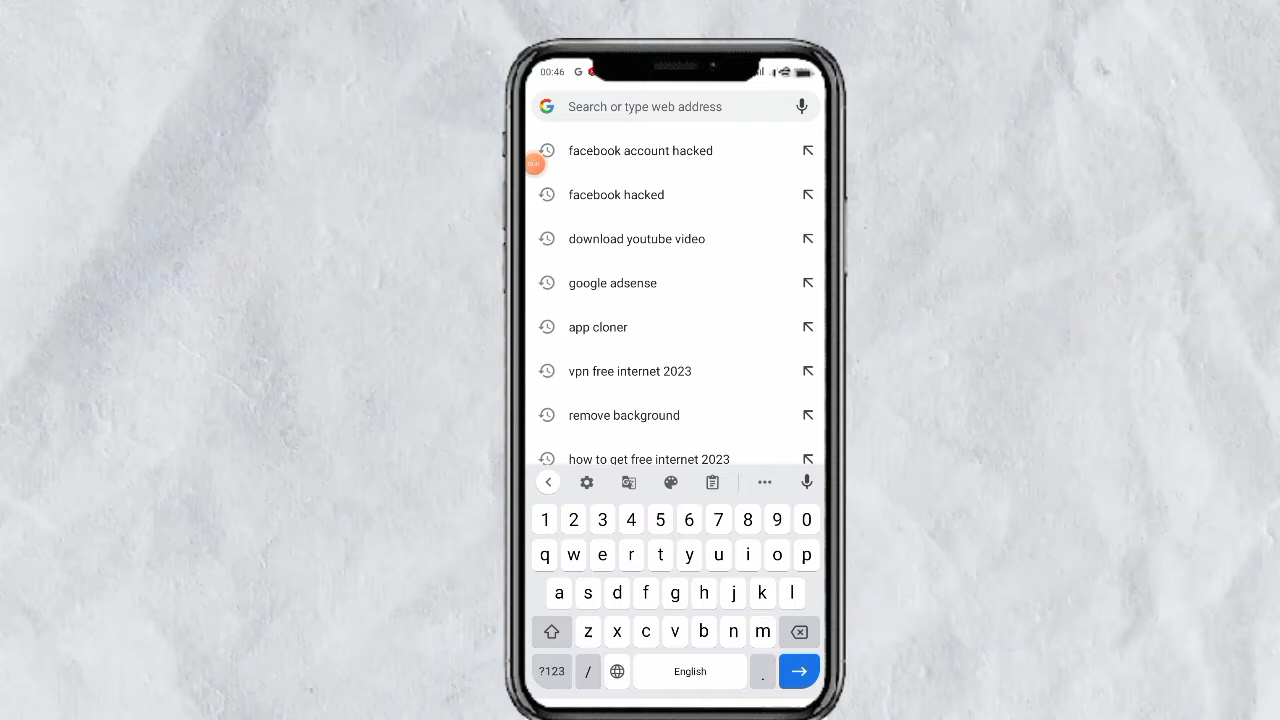 00:46 G
Search or type web address
facebook account hacked
facebook hacked
download youtube video
google adsense
app cloner
vpn free internet 2023
remove background
how to get free internet 2023
1 2 3 4 5 6 7 8 9 0
q w e r t y u i o p
a s d f g h j k l
z x c v b n m
?123 / English .